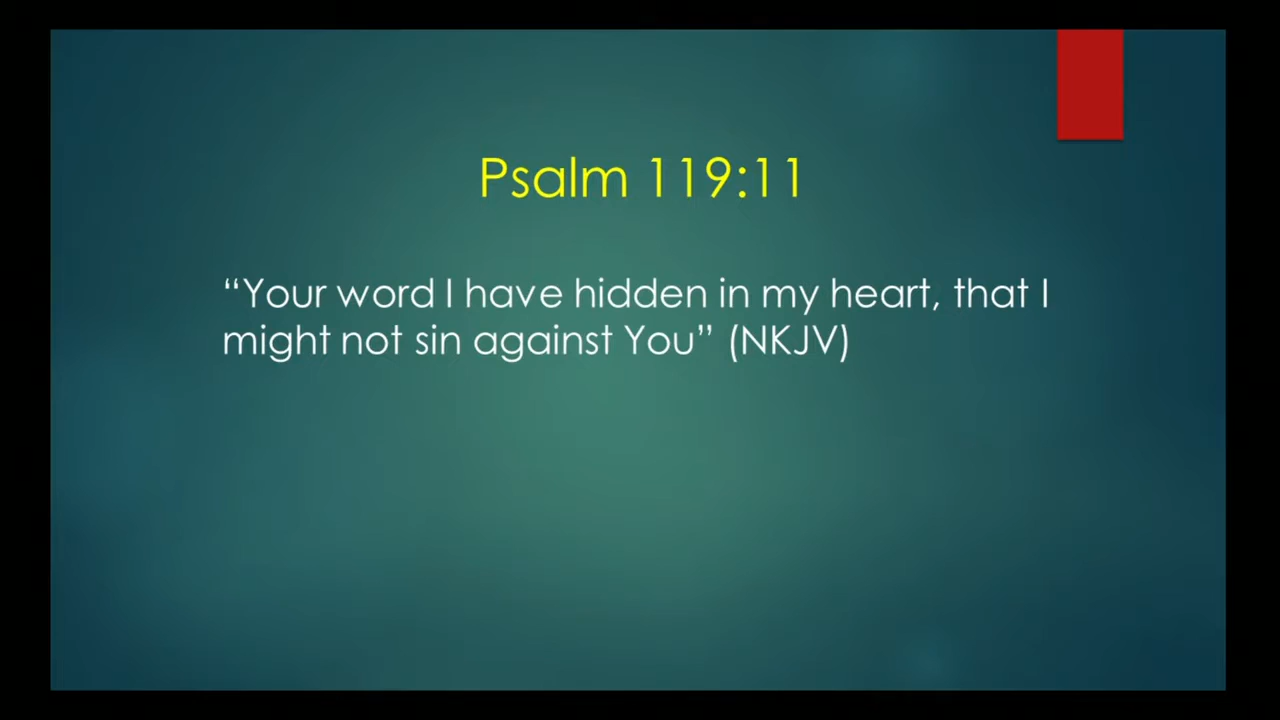 Psalm 119:11
“Your word I have hidden in my heart, that I
might not sin against You” (NKJV)